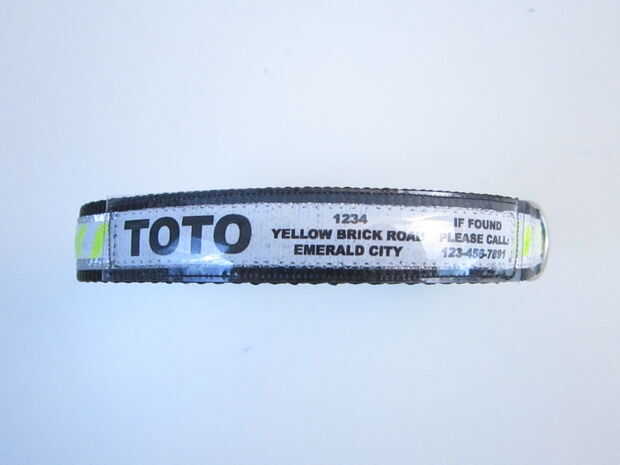 TOTO
1234
YELLOW BRICK ROAD
EMERALD CITY
IF FOUND
PLEASE CALL:
123-456-7891